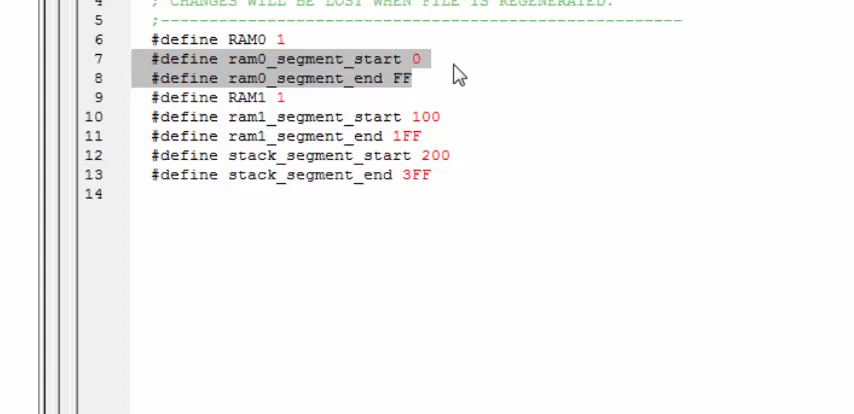 4 ; CHANGES WILL BE LOST WHEN FILE IS REGENERATED.
5 ;------------------------------------------------------
6 #define RAM0 1
7 #define ram0_segment_start 0
8 #define ram0_segment_end FF
9 #define RAM1 1
10 #define ram1_segment_start 100
11 #define ram1_segment_end 1FF
12 #define stack_segment_start 200
13 #define stack_segment_end 3FF
14